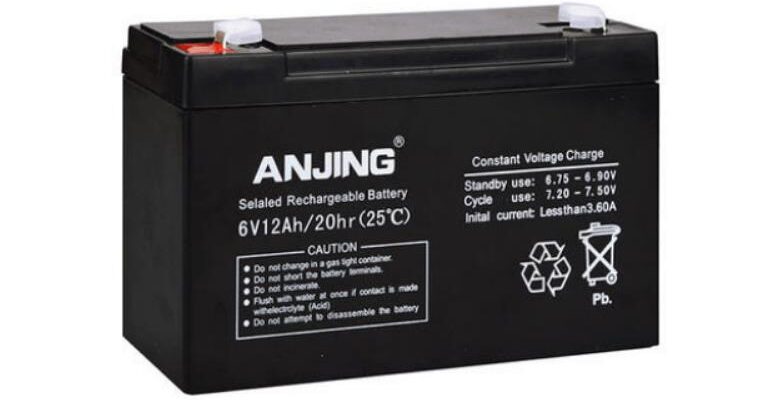 ANJING®
Selaled Rechargeable Battery
6V12Ah/20hr(25℃)
CAUTION
● Do not change in a gas tight container.
● Do not short the battery terminals.
● Do not incinerate.
● Flush with water at once if contact is made
withelectrolyte (Acid)
● Do not attempt to disassemble the battery
Constant Voltage Charge
Standby use: 6.75 - 6.90V
Cycle use: 7.20 - 7.50V
Inital current: Lessthan3.60A
Pb.